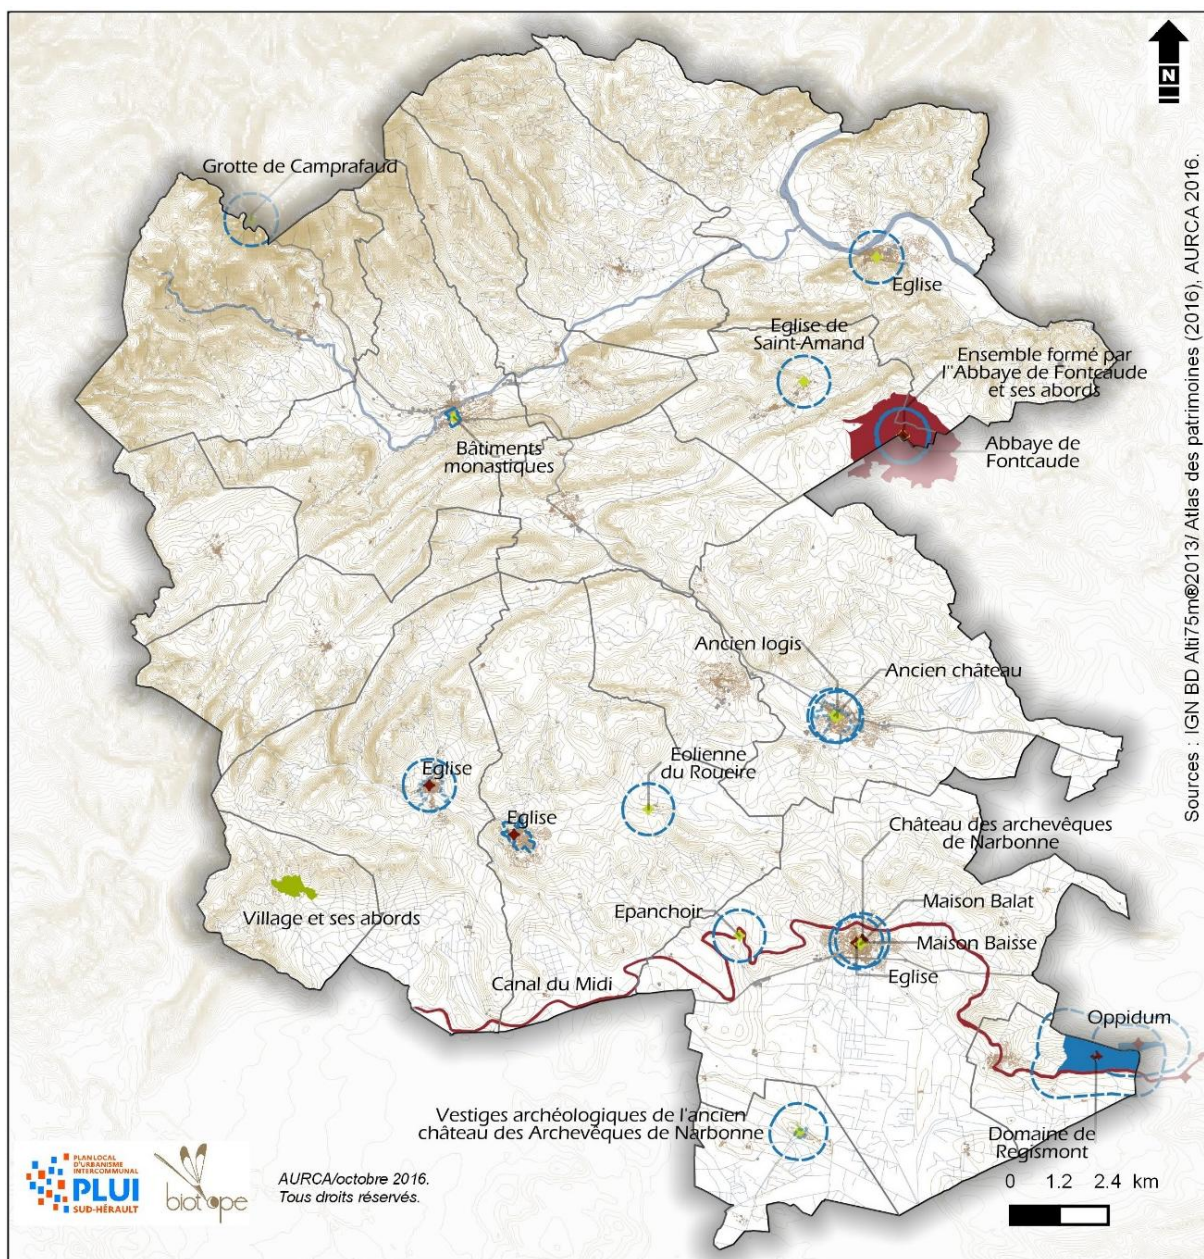 N
Grotte de Camprafaud
Eglise
Eglise de
Saint-Amand
Ensemble formé par
l''Abbaye de Fontcaude
et ses abords
Abbaye de
Fontcaude
Bâtiments
monastiques
Ancien logis
Ancien château
Eolienne
du Roueire
Eglise
Eglise
Château des archevêques
de Narbonne
Village et ses abords
Epanchoir
Maison Balat
Maison Baisse
Eglise
Canal du Midi
Oppidum
Vestiges archéologiques de l'ancien
château des Archevêques de Narbonne
Domaine de
Regismont
0 1.2 2.4 km
PLAN LOCAL
D'URBANISME
INTERCOMMUNAL
PLUI
SUD-HÉRAULT
biotope
AURCA/octobre 2016.
Tous droits réservés.
Sources : IGN BD Alti75m®2013/ Atlas des patrimoines (2016), AURCA 2016.